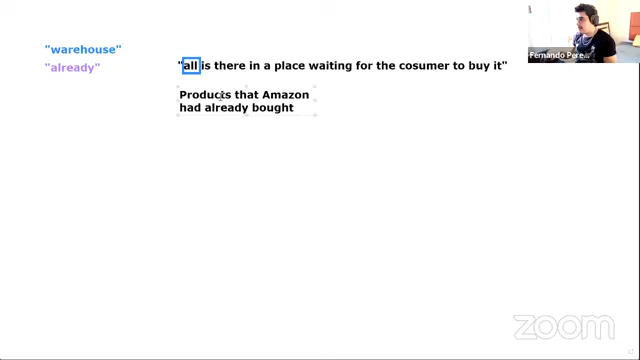 "warehouse"
"already"
"all is there in a place waiting for the cosumer to buy it"
Products that Amazon
had already bought
Fernando Pere...
zoom